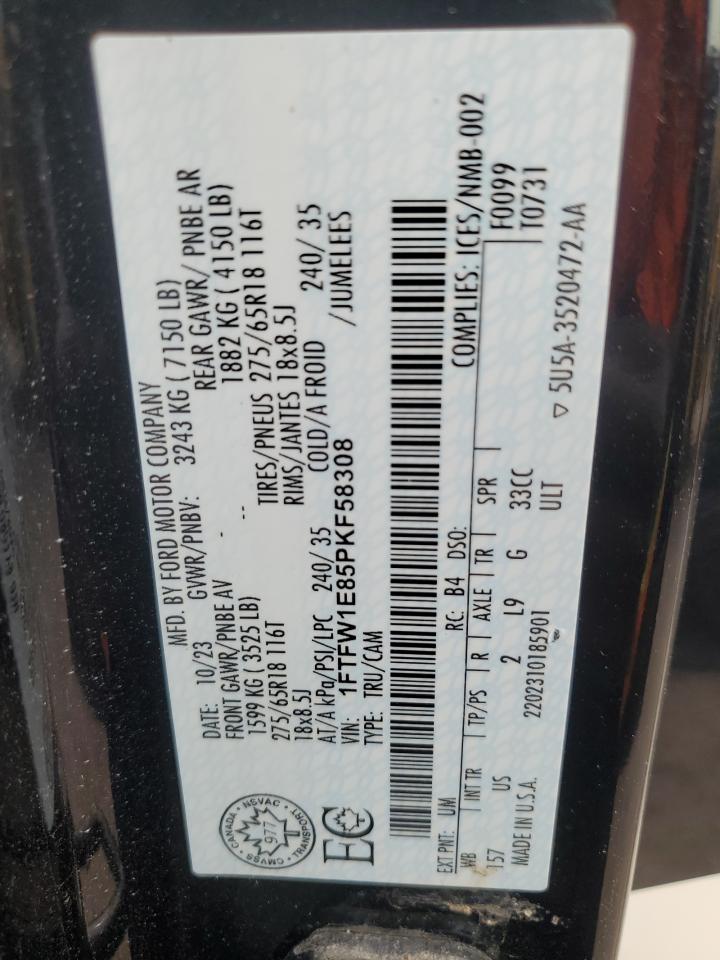 MFD. BY FORD MOTOR COMPANY
DATE: 10/23 GVWR/PNBV: 3243 KG ( 7150 LB)
FRONT GAWR/PNBE AV - REAR GAWR/ PNBE AR
1599 KG ( 3525 LB) -- 1882 KG ( 4150 LB)
275/65R18 116T TIRES/PNEUS 275/65R18 116T
18x8.5J RIMS/JANTES 18x8.5J
AT/A kPa/PSI/LPC 240/ 35 COLD/A FROID 240/ 35
VIN: 1FTFW1E85PKF58308 /JUMELEES
TYPE: TRU/CAM
CANADA • NSVAC • TRANSPORT • CMVSS •
977
EC
COMPLIES: ICES/NMB-002
EXT PNT: UM RC: B4 DSO: F0099
WB INT TR TP/PS R AXLE TR SPR T0731
157 US 2 L9 G 33CC
ULT
MADE IN U.S.A. 2202310185901 ▽ 5U5A-3520472-AA